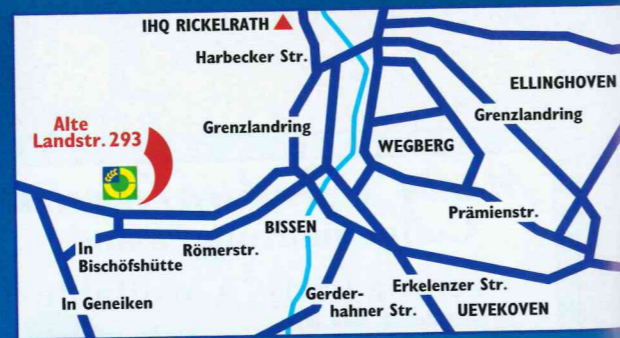 IHQ RICKELRATH
Harbecker Str.
ELLINGHOVEN
Alte
Landstr. 293
Grenzlandring
Grenzlandring
WEGBERG
Prämienstr.
In
Bischöfshütte
Römerstr.
BISSEN
In Geneiken
Gerder-
hahner Str.
Erkelenzer Str.
UEVEKOVEN